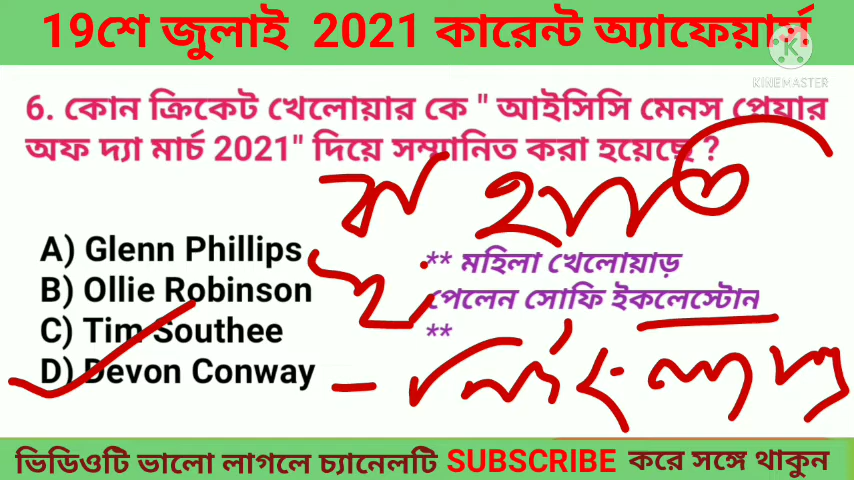 19শে জুলাই 2021 কারেন্ট অ্যাফেয়ার্স
KINEMASTER
6. কোন ক্রিকেট খেলোয়ার কে " আইসিসি মেনস প্লেয়ার
অফ দ্যা মার্চ 2021" দিয়ে সম্মানিত করা হয়েছে ?
A) Glenn Phillips
B) Ollie Robinson
C) Tim Southee
D) Devon Conway
** মহিলা খেলোয়াড়
পেলেন সোফি ইকলেস্টোন
**
ভিডিওটি ভালো লাগলে চ্যানেলটি SUBSCRIBE করে সঙ্গে থাকুন